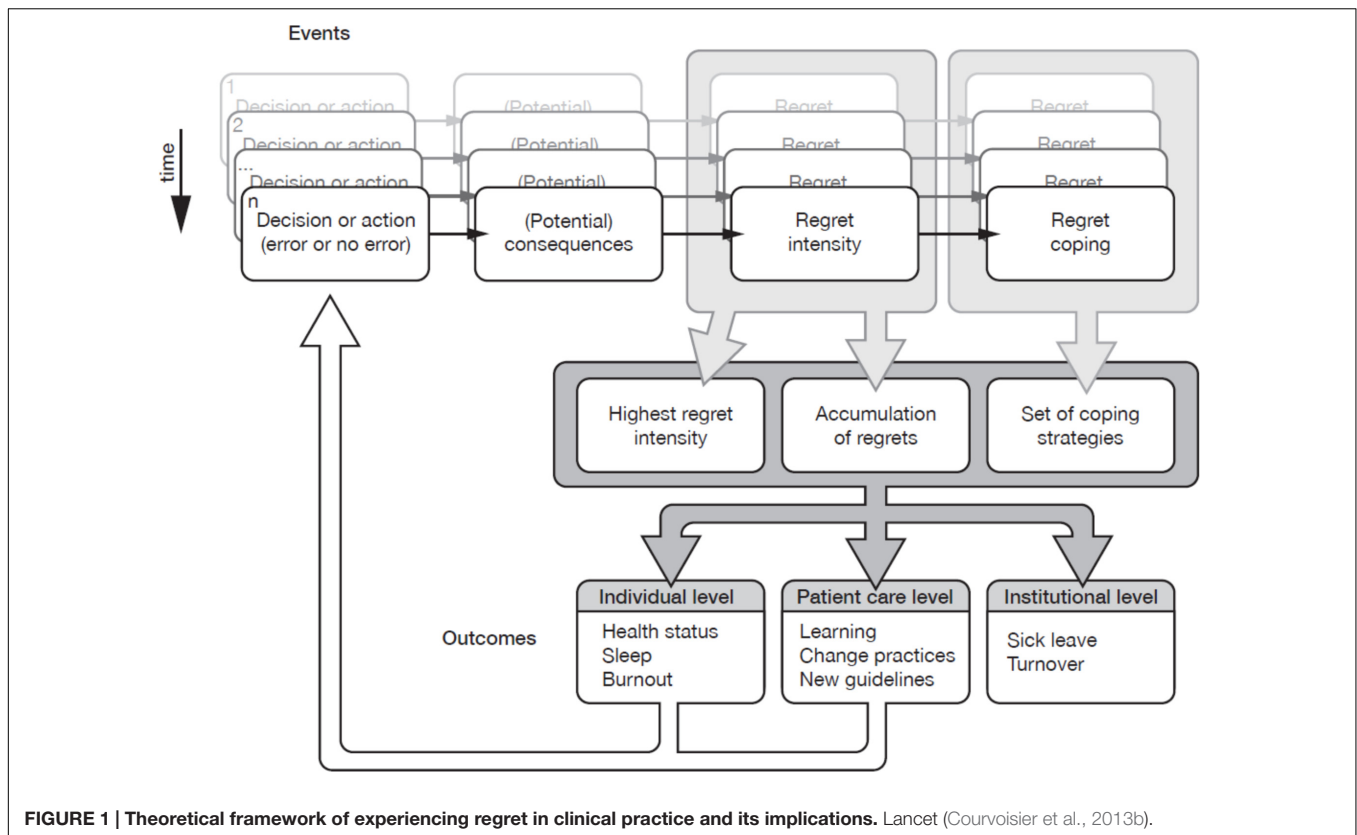 Events
time
1
Decision or action
(Potential)
Regret
Regret
2
Decision or action
(Potential)
Regret
Regret
...
Decision or action
(Potential)
Regret
Regret
n
Decision or action
(error or no error)
(Potential)
consequences
Regret
intensity
Regret
coping
Highest regret
intensity
Accumulation
of regrets
Set of coping
strategies
Outcomes
Individual level
Health status
Sleep
Burnout
Patient care level
Learning
Change practices
New guidelines
Institutional level
Sick leave
Turnover
FIGURE 1 | Theoretical framework of experiencing regret in clinical practice and its implications. Lancet (Courvoisier et al., 2013b).